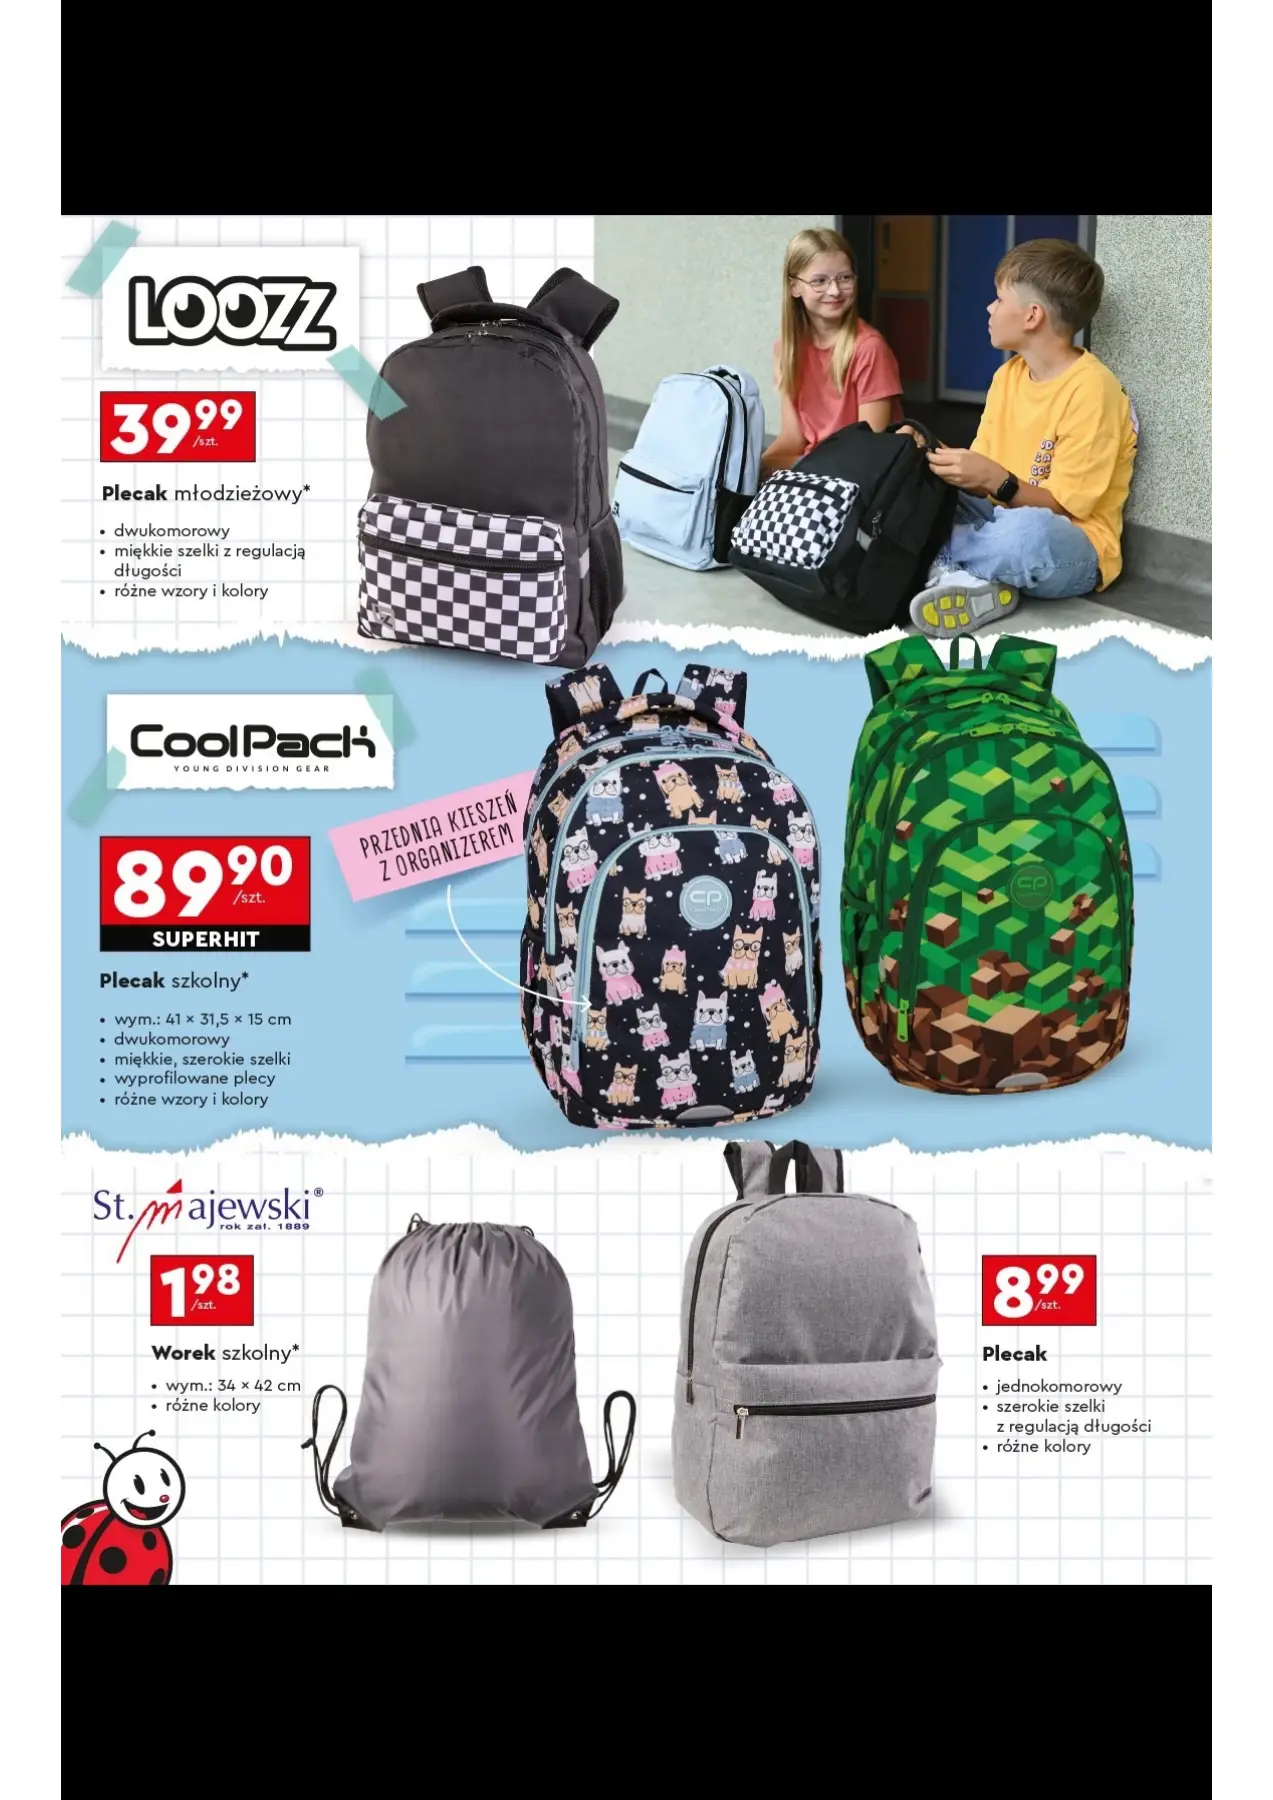 LOOZZ
39 99
/szt.
Plecak młodzieżowy*
• dwukomorowy
• miękkie szelki z regulacją
długości
• różne wzory i kolory
CoolPack
YOUNG DIVISION GEAR
PRZEDNIA KIESZEŃ
Z ORGANIZEREM
89 90
/szt.
SUPERHIT
Plecak szkolny*
• wym.: 41 × 31,5 × 15 cm
• dwukomorowy
• miękkie, szerokie szelki
• wyprofilowane plecy
• różne wzory i kolory
CP
CP
St. Majewski®
rok zał. 1889
1 98
/szt.
Worek szkolny*
• wym.: 34 × 42 cm
• różne kolory
8 99
/szt.
Plecak
• jednokomorowy
• szerokie szelki
z regulacją długości
• różne kolory